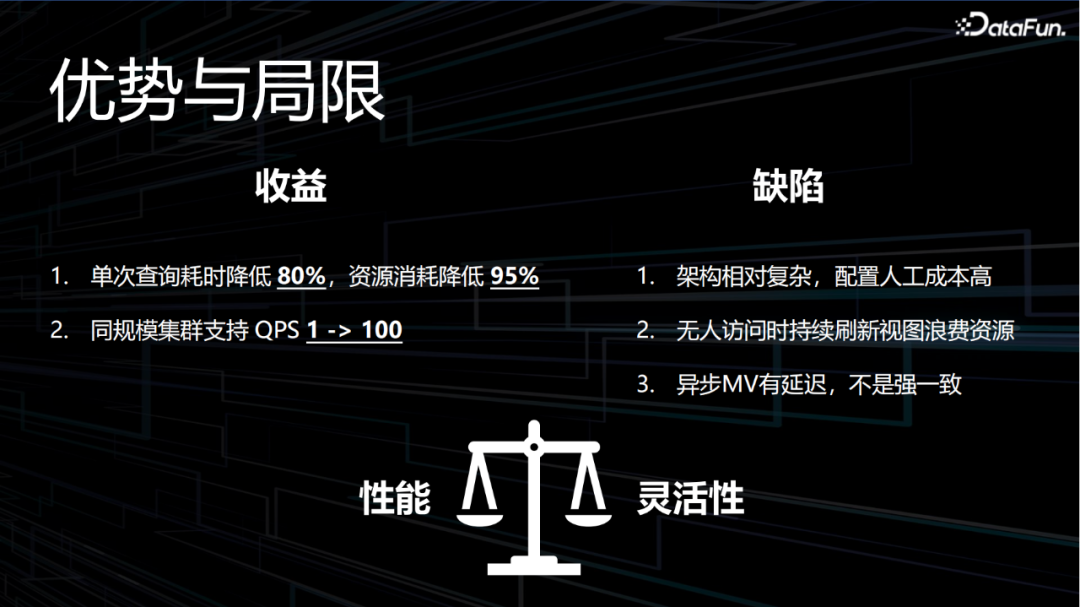 DataFun.
优势与局限
收益
1. 单次查询耗时降低 80%，资源消耗降低 95%
2. 同规模集群支持 QPS 1 -> 100
缺陷
1. 架构相对复杂，配置人工成本高
2. 无人访问时持续刷新视图浪费资源
3. 异步MV有延迟，不是强一致
性能
灵活性